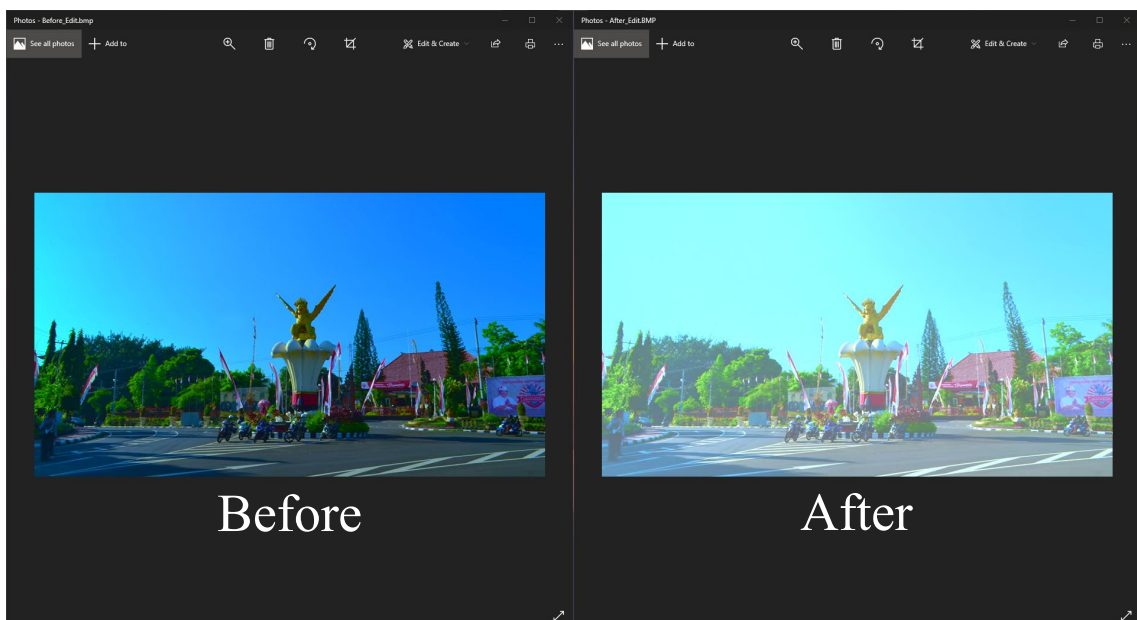 Photos - Before_Edit.bmp
See all photos
Add to
Edit & Create
Before
Photos - After_Edit.BMP
See all photos
Add to
Edit & Create
After